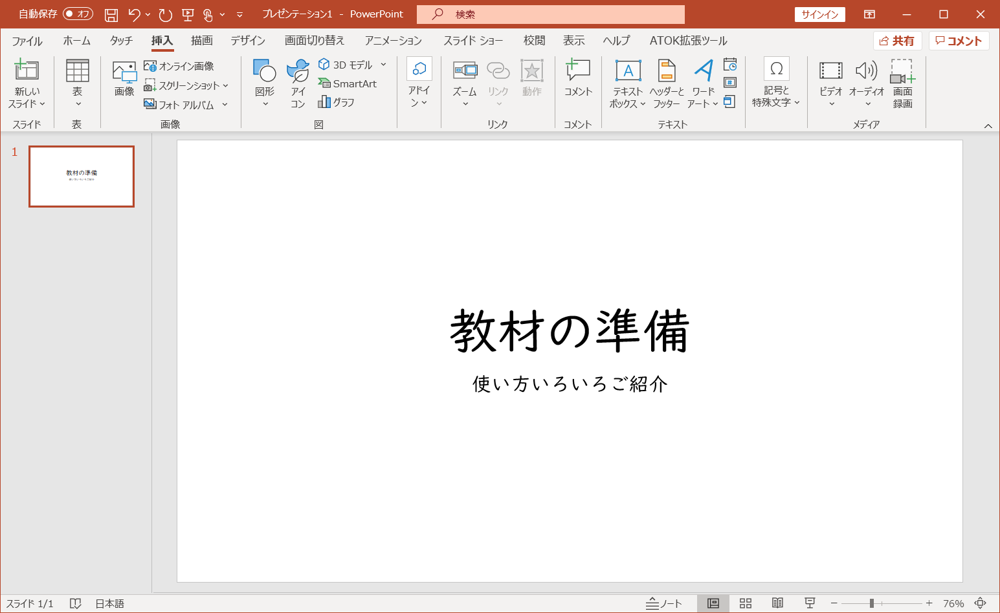 自動保存 オフ プレゼンテーション1 - PowerPoint 検索 サインイン
ファイル ホーム タッチ 挿入 描画 デザイン 画面切り替え アニメーション スライド ショー 校閲 表示 ヘルプ ATOK拡張ツール 共有 コメント
新しい
スライド
スライド
表
表
画像
オンライン画像
スクリーンショット
フォト アルバム
画像
図形
アイ
コン
3D モデル
SmartArt
グラフ
図
アドイ
ン
ズーム
リンク
動作
リンク
コメント
コメント
テキスト
ボックス
ヘッダーと
フッター
ワード
アート
テキスト
記号と
特殊文字
ビデオ
オーディオ
画面
録画
メディア
1
教材の準備
使い方いろいろご紹介
教材の準備
使い方いろいろご紹介
スライド 1/1 日本語 ノート 76%